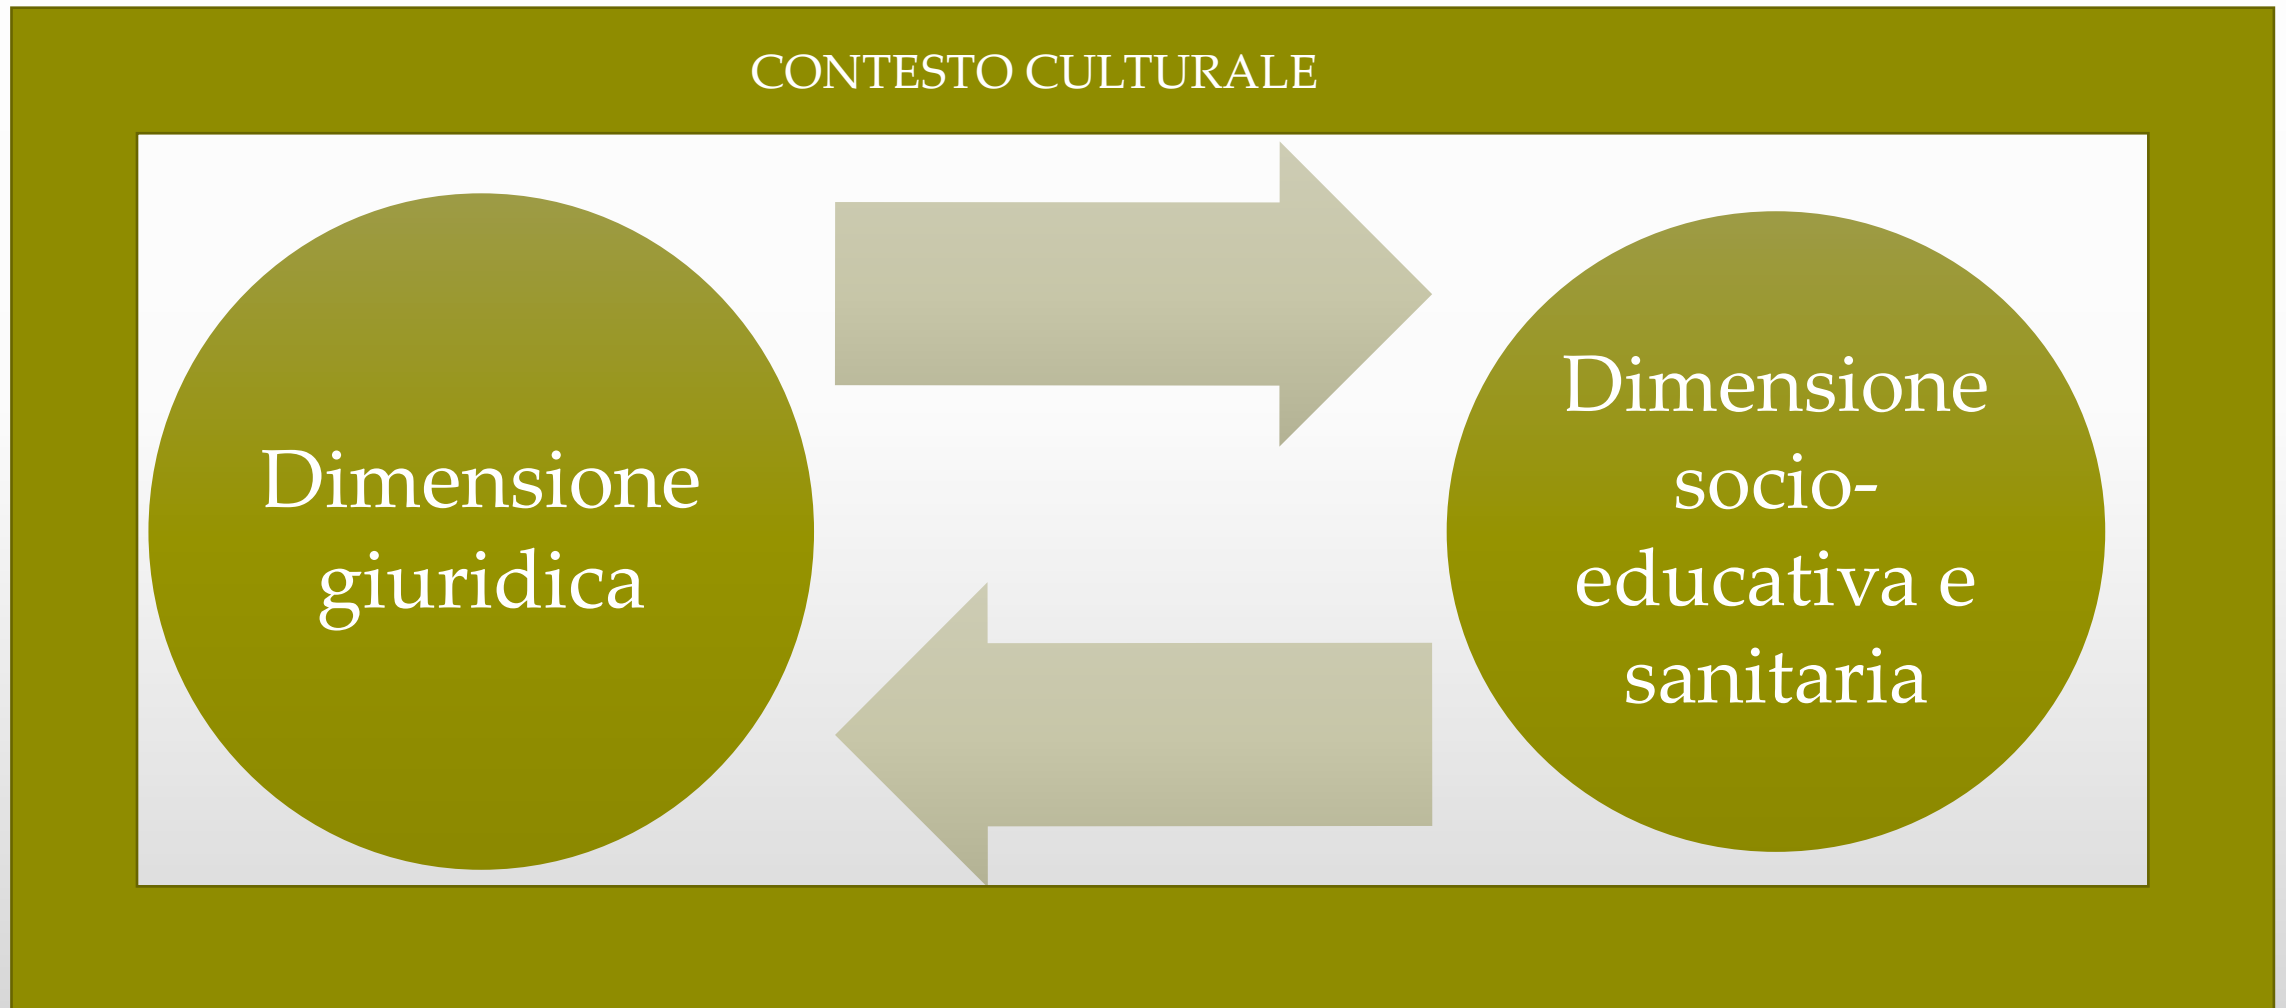 CONTESTO CULTURALE
Dimensione
giuridica
Dimensione
socio-
educativa e
sanitaria